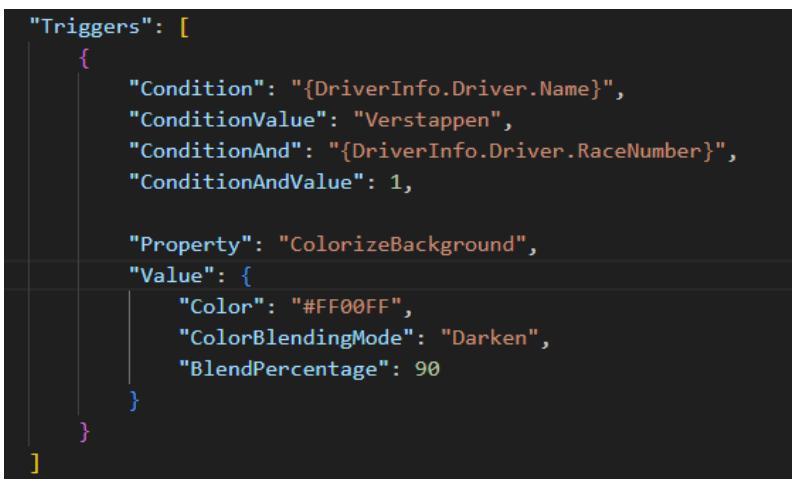 "Triggers": [
{
"Condition": "{DriverInfo.Driver.Name}",
"ConditionValue": "Verstappen",
"ConditionAnd": "{DriverInfo.Driver.RaceNumber}",
"ConditionAndValue": 1,
"Property": "ColorizeBackground",
"Value": {
"Color": "#FF00FF",
"ColorBlendingMode": "Darken",
"BlendPercentage": 90
}
}
]